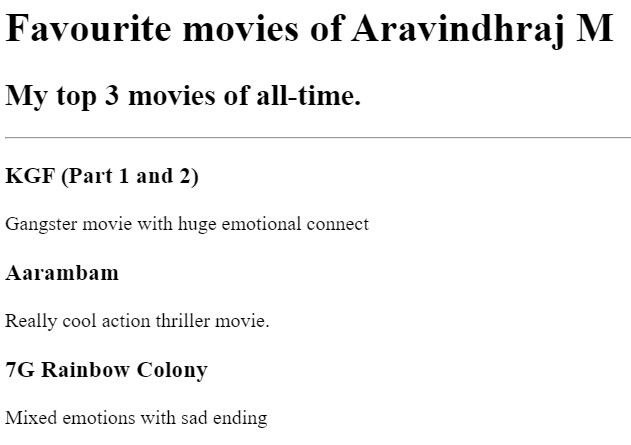 Favourite movies of Aravindhraj M
My top 3 movies of all-time.
KGF (Part 1 and 2)
Gangster movie with huge emotional connect
Aarambam
Really cool action thriller movie.
7G Rainbow Colony
Mixed emotions with sad ending